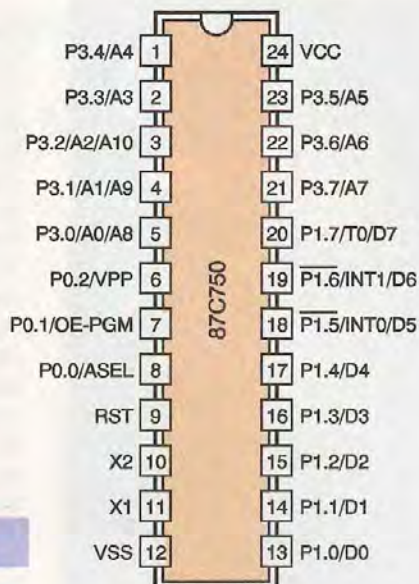 P3.4/A4 1 24 VCC
P3.3/A3 2 23 P3.5/A5
P3.2/A2/A10 3 22 P3.6/A6
P3.1/A1/A9 4 21 P3.7/A7
P3.0/A0/A8 5 20 P1.7/T0/D7
P0.2/VPP 6 19 P1.6/INT1/D6
P0.1/OE-PGM 7 18 P1.5/INT0/D5
P0.0/ASEL 8 17 P1.4/D4
RST 9 16 P1.3/D3
X2 10 15 P1.2/D2
X1 11 14 P1.1/D1
VSS 12 13 P1.0/D0
87C750